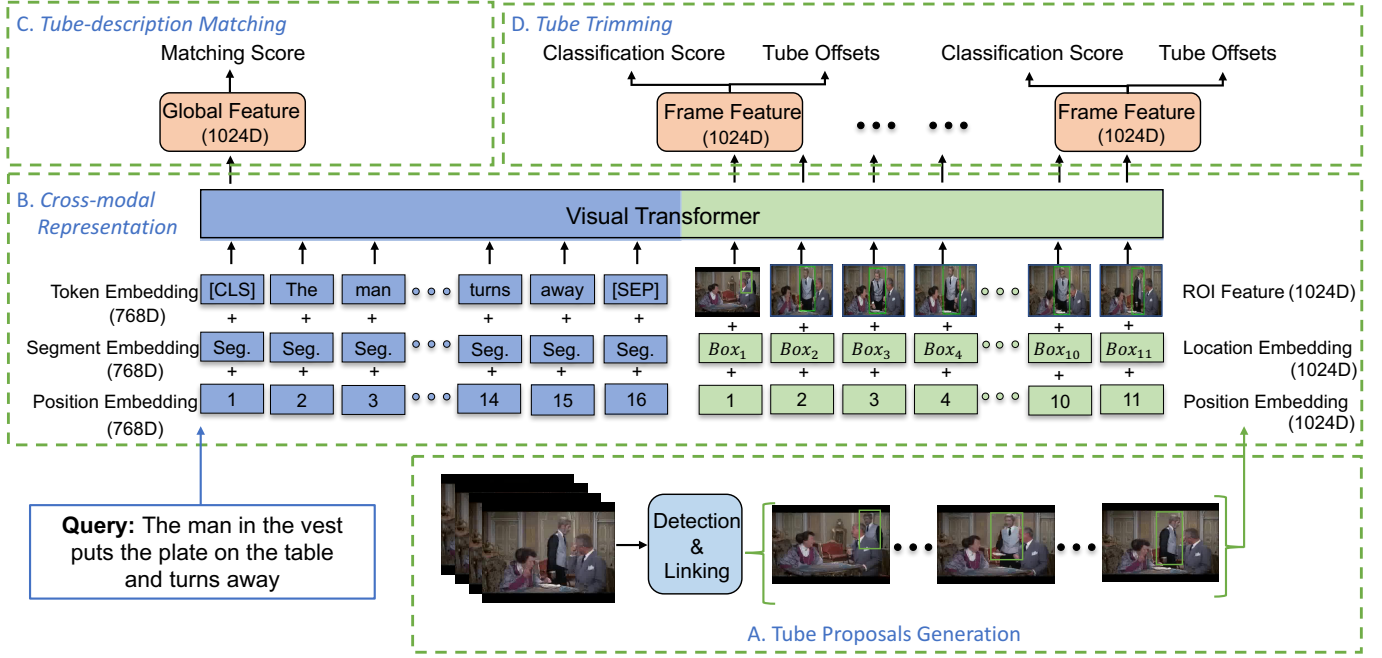 C. Tube-description Matching
Matching Score
Global Feature
(1024D)
D. Tube Trimming
Classification Score
Tube Offsets
Classification Score
Tube Offsets
Frame Feature
(1024D)
Frame Feature
(1024D)
B. Cross-modal
Representation
Visual Transformer
Token Embedding
(768D)
[CLS] The man turns away [SEP]
ROI Feature (1024D)
+ + + + + + + + + + + +
Segment Embedding
(768D)
Seg. Seg. Seg. Seg. Seg. Seg.
Box₁ Box₂ Box₃ Box₄ Box₁₀ Box₁₁
Location Embedding
(1024D)
+ + + + + + + + + + + +
Position Embedding
(768D)
1 2 3 14 15 16
1 2 3 4 10 11
Position Embedding
(1024D)
Query: The man in the vest
puts the plate on the table
and turns away
Detection
&
Linking
A. Tube Proposals Generation